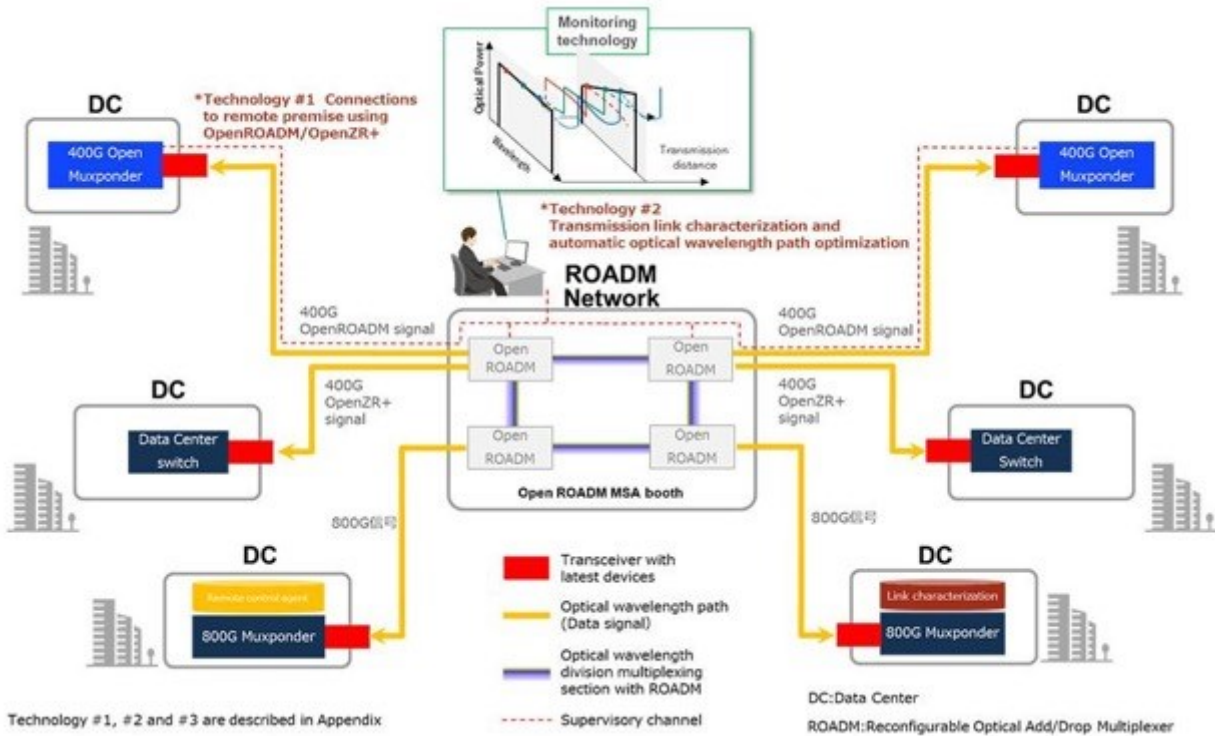 Monitoring
technology
Optical Power
Wavelength
Transmission
distance
DC
*Technology #1 Connections
to remote premise using
OpenROADM/OpenZR+
400G Open
Muxponder
DC
400G Open
Muxponder
*Technology #2
Transmission link characterization and
automatic optical wavelength path optimization
ROADM
Network
400G
OpenROADM signal
400G
OpenROADM signal
Open
ROADM
Open
ROADM
Open
ROADM
Open
ROADM
Open ROADM MSA booth
DC
Data Center
switch
400G
OpenZR+
signal
400G
OpenZR+
signal
DC
Data Center
Switch
800G信号
800G信号
DC
Remote control agent
800G Muxponder
DC
Link characterization
800G Muxponder
Transceiver with
latest devices
Optical wavelength path
(Data signal)
Optical wavelength
division multiplexing
section with ROADM
Supervisory channel
Technology #1, #2 and #3 are described in Appendix
DC:Data Center
ROADM:Reconfigurable Optical Add/Drop Multiplexer